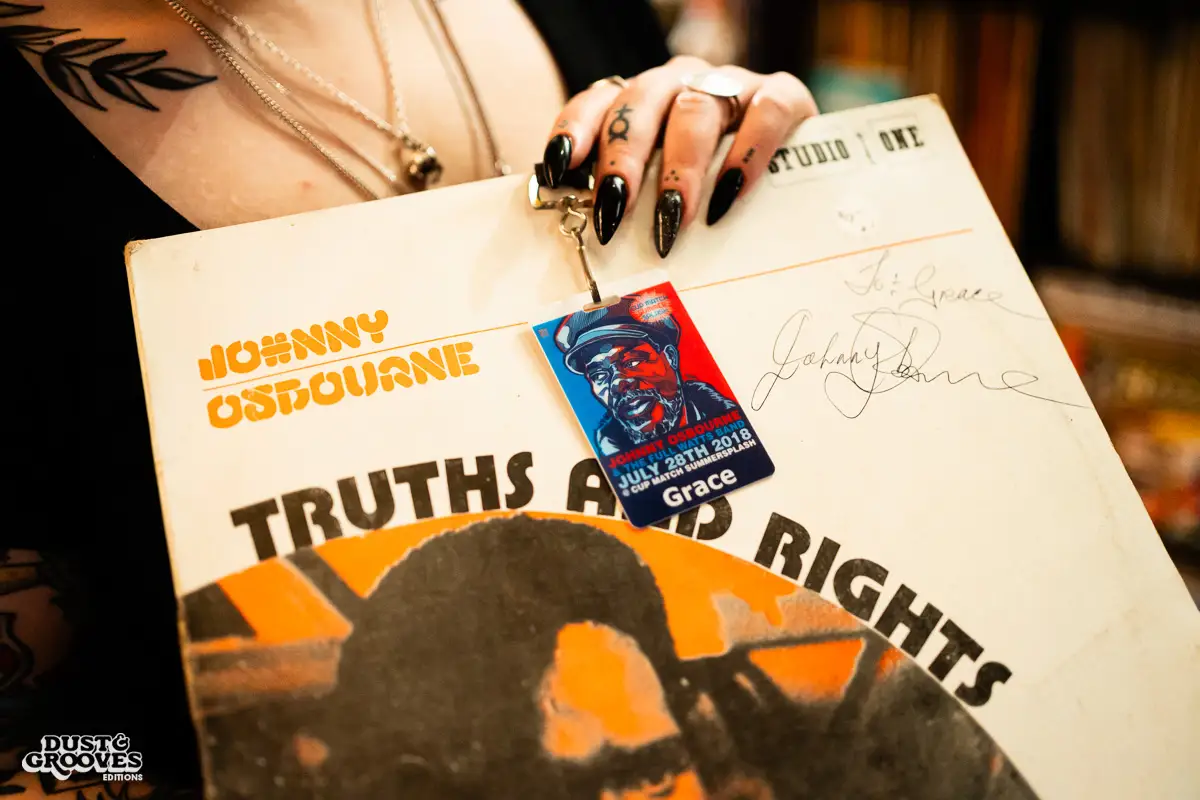 STUDIO ONE
To: Grace
Johnny Osbourne
JOHNNY
OSBOURNE
JOHNNY OSBOURNE
& THE FULL WATTS BAND
JULY 28TH 2018
@ CUP MATCH SUMMERSPLASH
Grace
TRUTHS AND RIGHTS
DUST &
GROOVES
EDITIONS